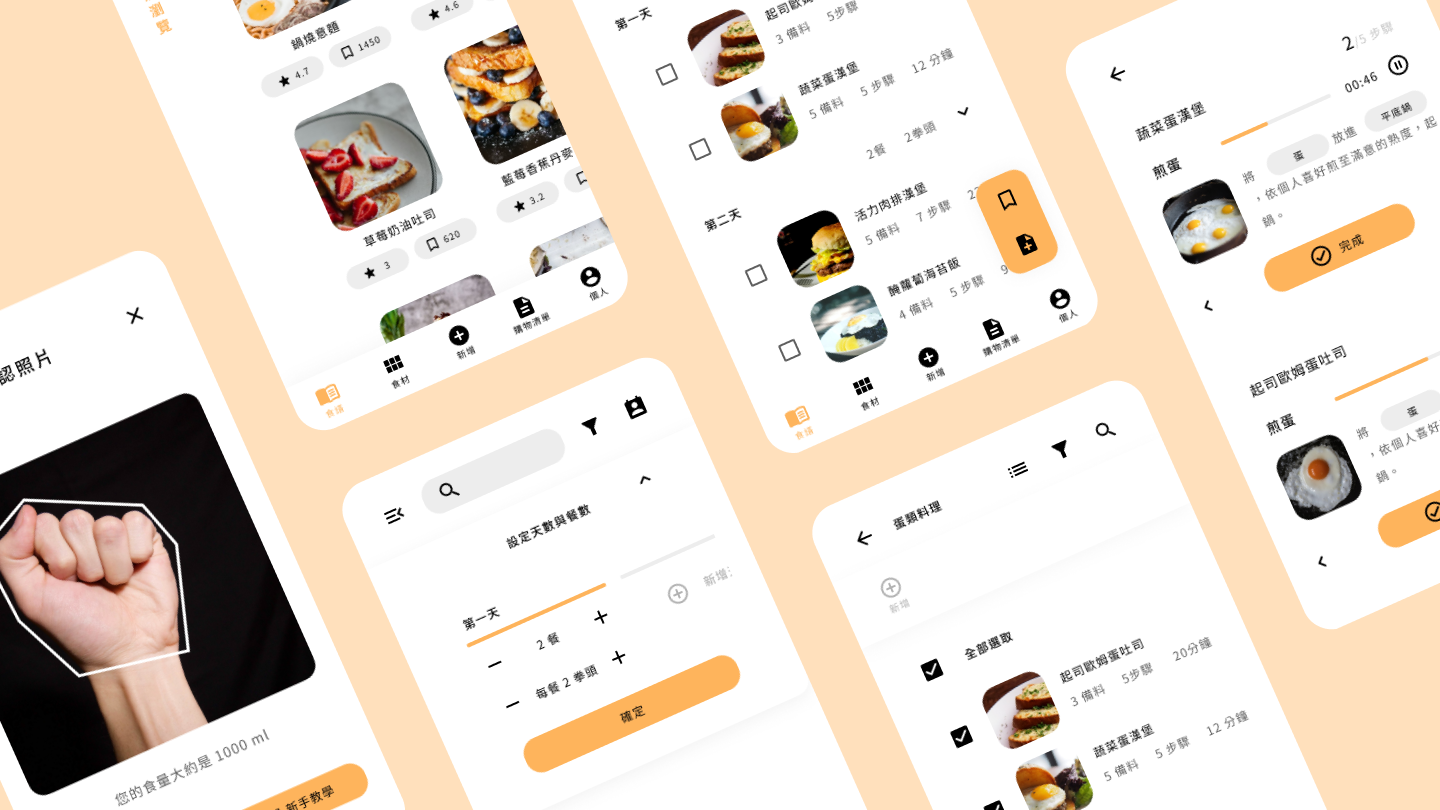 瀏
覽
鍋燒意麵
4.7
1450
4.6
草莓奶油吐司
3
620
藍莓香蕉丹麥
3.2
食譜
食材
新增
購物清單
個人
第一天
起司歐姆
3 備料 5步驟
蔬菜蛋漢堡
5 備料 5 步驟 12 分鐘
2餐 2拳頭
第二天
活力肉排漢堡
5 備料 7 步驟
醃蘿蔔海苔飯
4 備料 5 步驟 9
食譜
食材
新增
購物清單
個人
2/5 步驟
00:46
蔬菜蛋漢堡
煎蛋
將 蛋 放進 平底鍋
，依個人喜好煎至滿意的熟度，起
鍋。
完成
起司歐姆蛋吐司
煎蛋
將 蛋
，依個人喜好
鍋。
認照片
您的食量大約是 1000 ml
新手教學
設定天數與餐數
第一天
新增
2 餐
每餐 2 拳頭
確定
蛋類料理
新增
全部選取
起司歐姆蛋吐司
3 備料 5步驟 20分鐘
蔬菜蛋漢堡
5 備料 5 步驟 12 分鐘